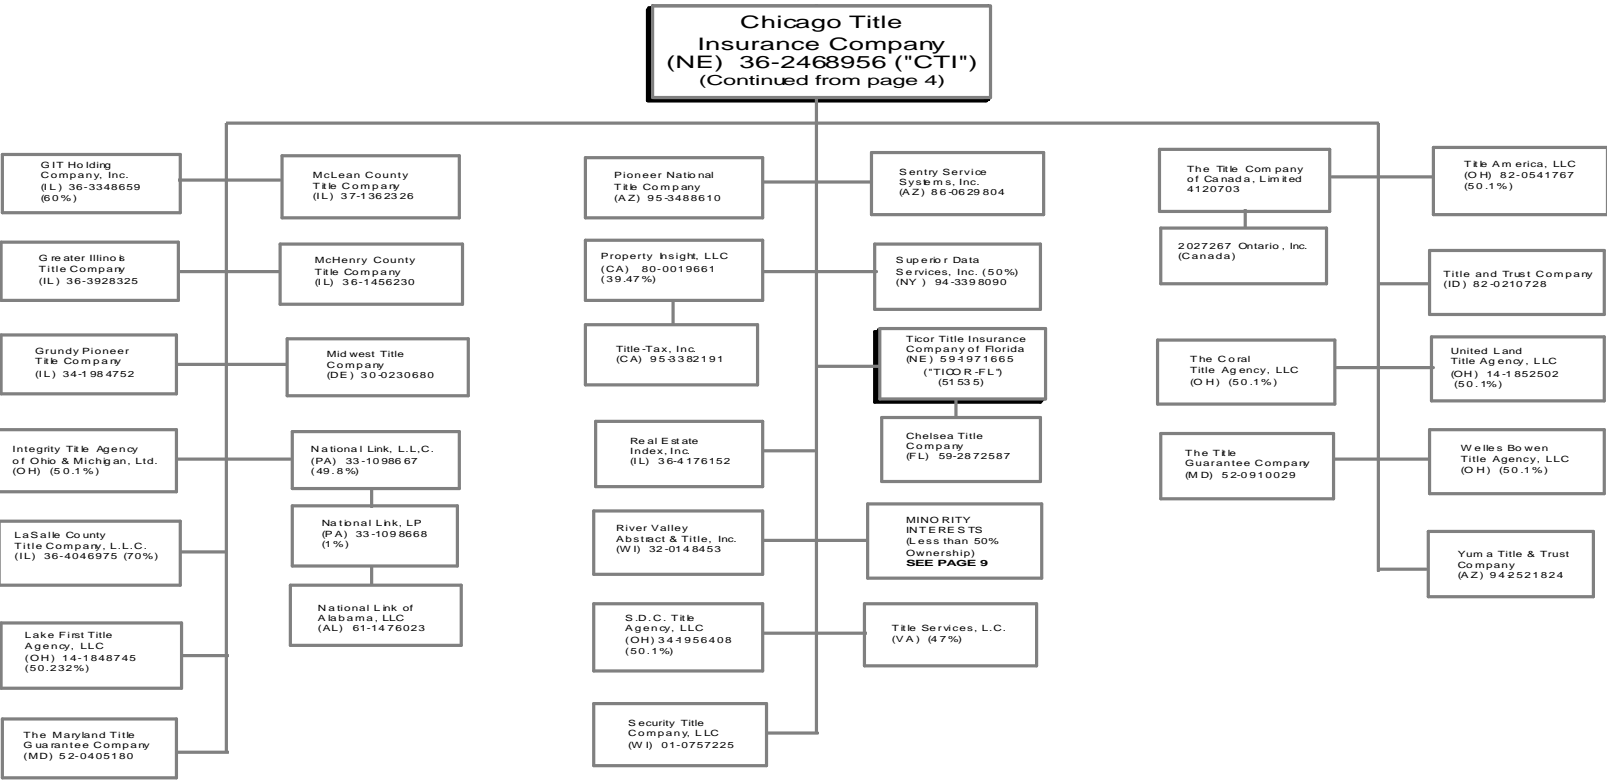 Chicago Title
Insurance Company
(NE) 36-2468956 ("CTI")
(Continued from page 4)
GIT Holding
Company, Inc.
(IL) 36-3348659
(60%)
McLean County
Title Company
(IL) 37-1362326
Greater Illinois
Title Company
(IL) 36-3928325
McHenry County
Title Company
(IL) 36-1456230
Grundy Pioneer
Title Company
(IL) 34-1984752
Midwest Title
Company
(DE) 30-0230680
Integrity Title Agency
of Ohio & Michigan, Ltd.
(OH) (50.1%)
National Link, L.L,C.
(PA) 33-1098667
(49.8%)
National Link, LP
(PA) 33-1098668
(1%)
LaSalle County
Title Company, L.L.C.
(IL) 36-4046975 (70%)
National Link of
Alabama, LLC
(AL) 61-1476023
Lake First Title
Agency, LLC
(OH) 14-1848745
(50.232%)
The Maryland Title
Guarantee Company
(MD) 52-0405180
Pioneer National
Title Company
(AZ) 95-3488610
Sentry Service
Systems, Inc.
(AZ) 86-0629804
Property Insight, LLC
(CA) 80-0019661
(39.47%)
Superior Data
Services, Inc. (50%)
(NY ) 94-3398090
Title-Tax, Inc.
(CA) 95-3382191
Ticor Title Insurance
Company of Florida
(NE) 59-1971665
("TICOR-FL")
(51535)
Real Estate
Index, Inc.
(IL) 36-4176152
Chelsea Title
Company
(FL) 59-2872587
River Valley
Abstract & Title, Inc.
(WI) 32-0148453
MINORITY
INTERESTS
(Less than 50%
Ownership)
SEE PAGE 9
S.D.C. Title
Agency, LLC
(OH) 34-1956408
(50.1%)
Title Services, L.C.
(VA) (47%)
Security Title
Company, LLC
(WI) 01-0757225
The Title Company
of Canada, Limited
4120703
Title America, LLC
(OH) 82-0541767
(50.1%)
2027267 Ontario, Inc.
(Canada)
Title and Trust Company
(ID) 82-0210728
The Coral
Title Agency, LLC
(OH) (50.1%)
United Land
Title Agency, LLC
(OH) 14-1852502
(50.1%)
The Title
Guarantee Company
(MD) 52-0910029
Welles Bowen
Title Agency, LLC
(OH) (50.1%)
Yuma Title & Trust
Company
(AZ) 94-2521824